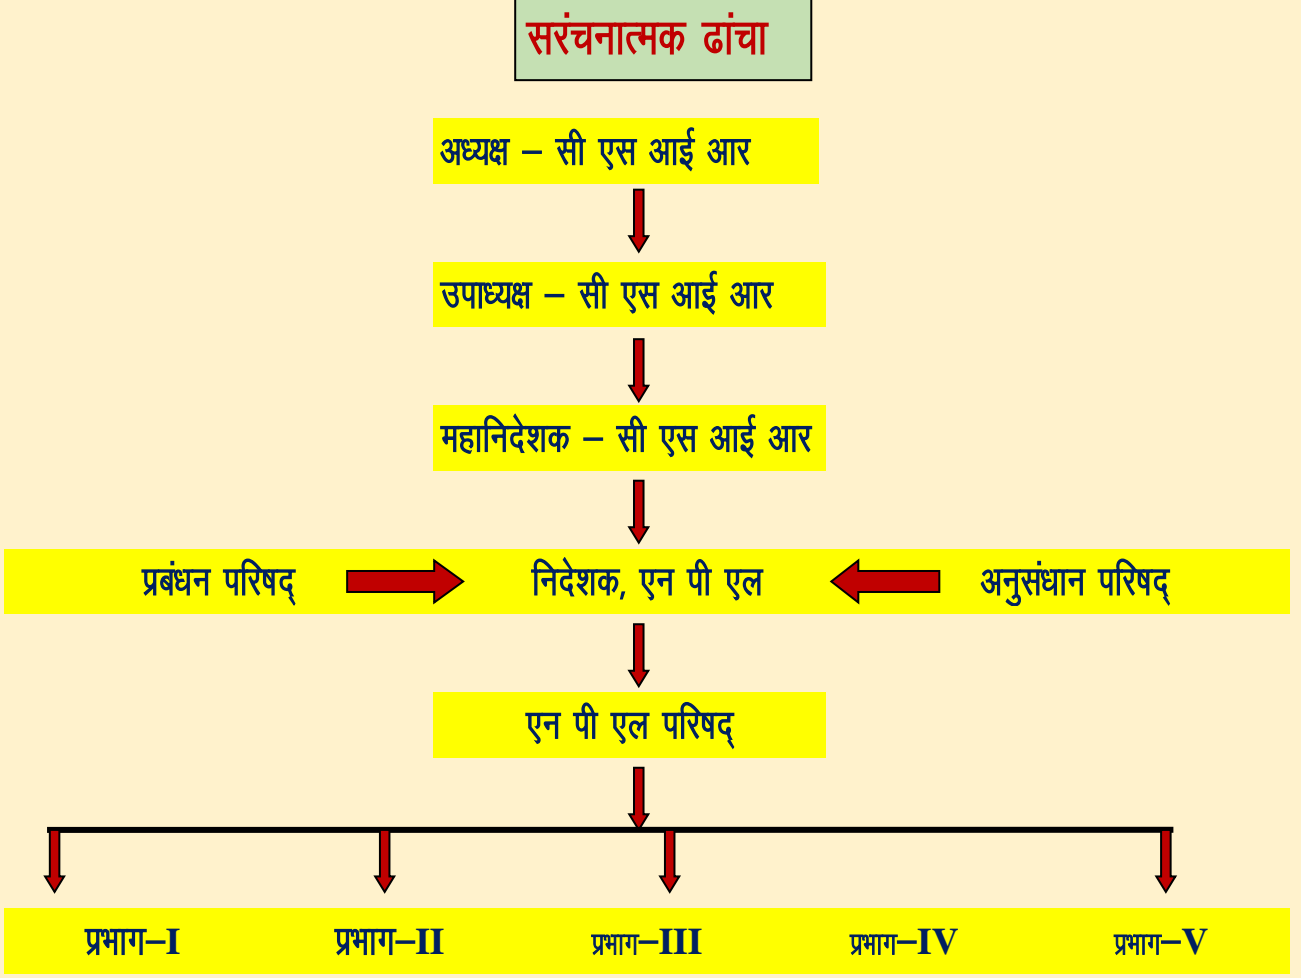 सरंचनात्मक ढांचा
अध्यक्ष – सी एस आई आर
उपाध्यक्ष – सी एस आई आर
महानिदेशक – सी एस आई आर
प्रबंधन परिषद् निदेशक, एन पी एल अनुसंधान परिषद्
एन पी एल परिषद्
प्रभाग–I प्रभाग–II प्रभाग–III प्रभाग–IV प्रभाग–V